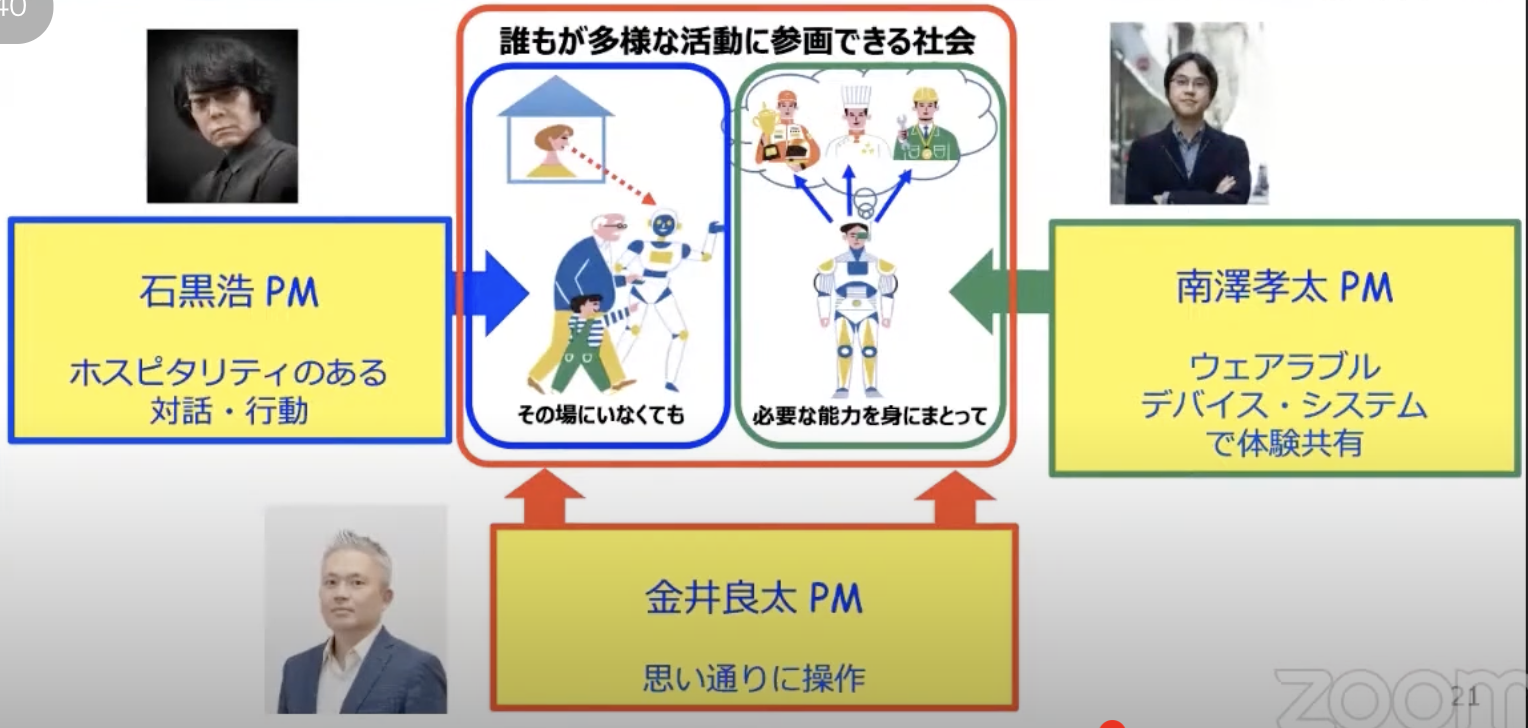 40
誰もが多様な活動に参画できる社会
石黒浩 PM
ホスピタリティのある
対話・行動
その場にいなくても
必要な能力を身にまとって
南澤孝太 PM
ウェアラブル
デバイス・システム
で体験共有
金井良太 PM
思い通りに操作
zoom
21